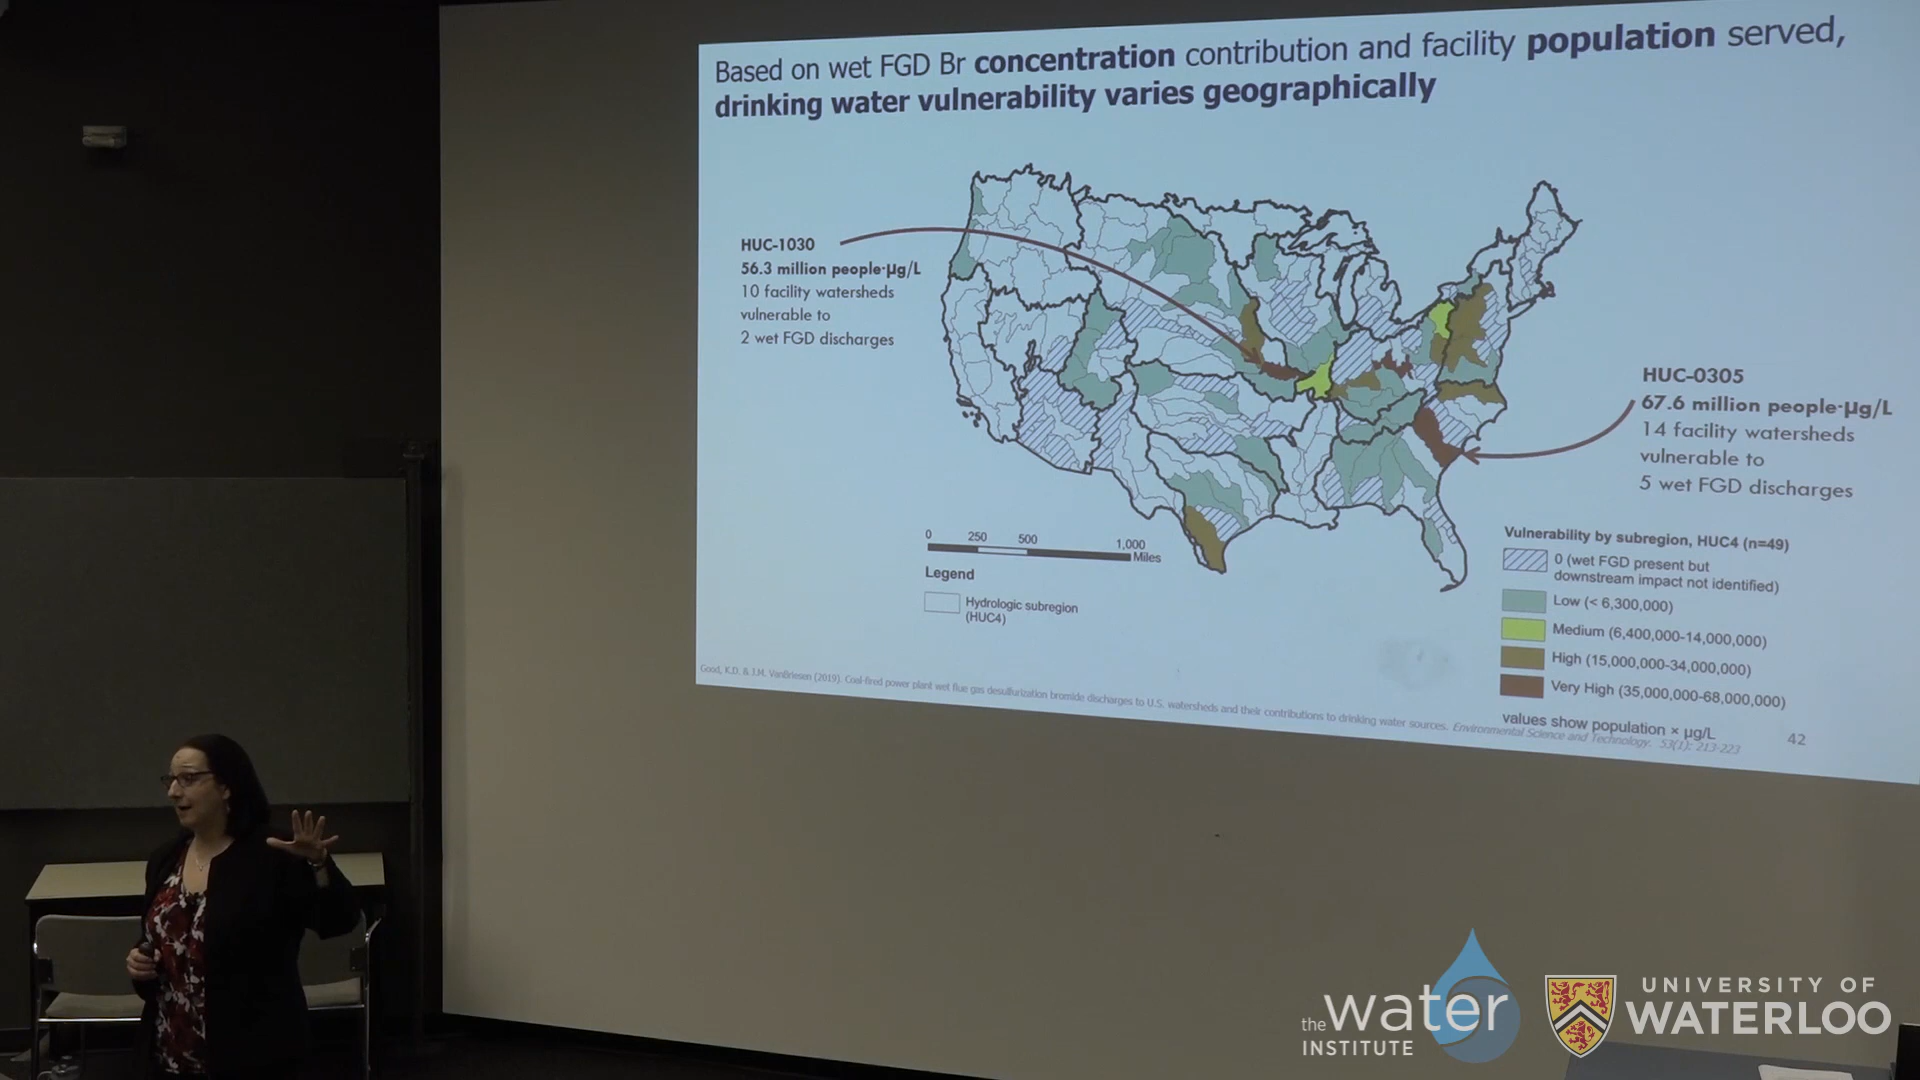 Based on wet FGD Br concentration contribution and facility population served,
drinking water vulnerability varies geographically
HUC-1030
56.3 million people·µg/L
10 facility watersheds
vulnerable to
2 wet FGD discharges
HUC-0305
67.6 million people·µg/L
14 facility watersheds
vulnerable to
5 wet FGD discharges
0 250 500 1,000
Miles
Legend
Hydrologic subregion
(HUC4)
Vulnerability by subregion, HUC4 (n=49)
0 (wet FGD present but
downstream impact not identified)
Low (< 6,300,000)
Medium (6,400,000-14,000,000)
High (15,000,000-34,000,000)
Very High (35,000,000-68,000,000)
values show population × µg/L
Good, K.D. & J.M. VanBriesen (2019). Coal-fired power plant wet flue gas desulfurization bromide discharges to U.S. watersheds and their contributions to drinking water sources. Environmental Science and Technology. 53(1): 213-223
42
the water
INSTITUTE
UNIVERSITY OF
WATERLOO